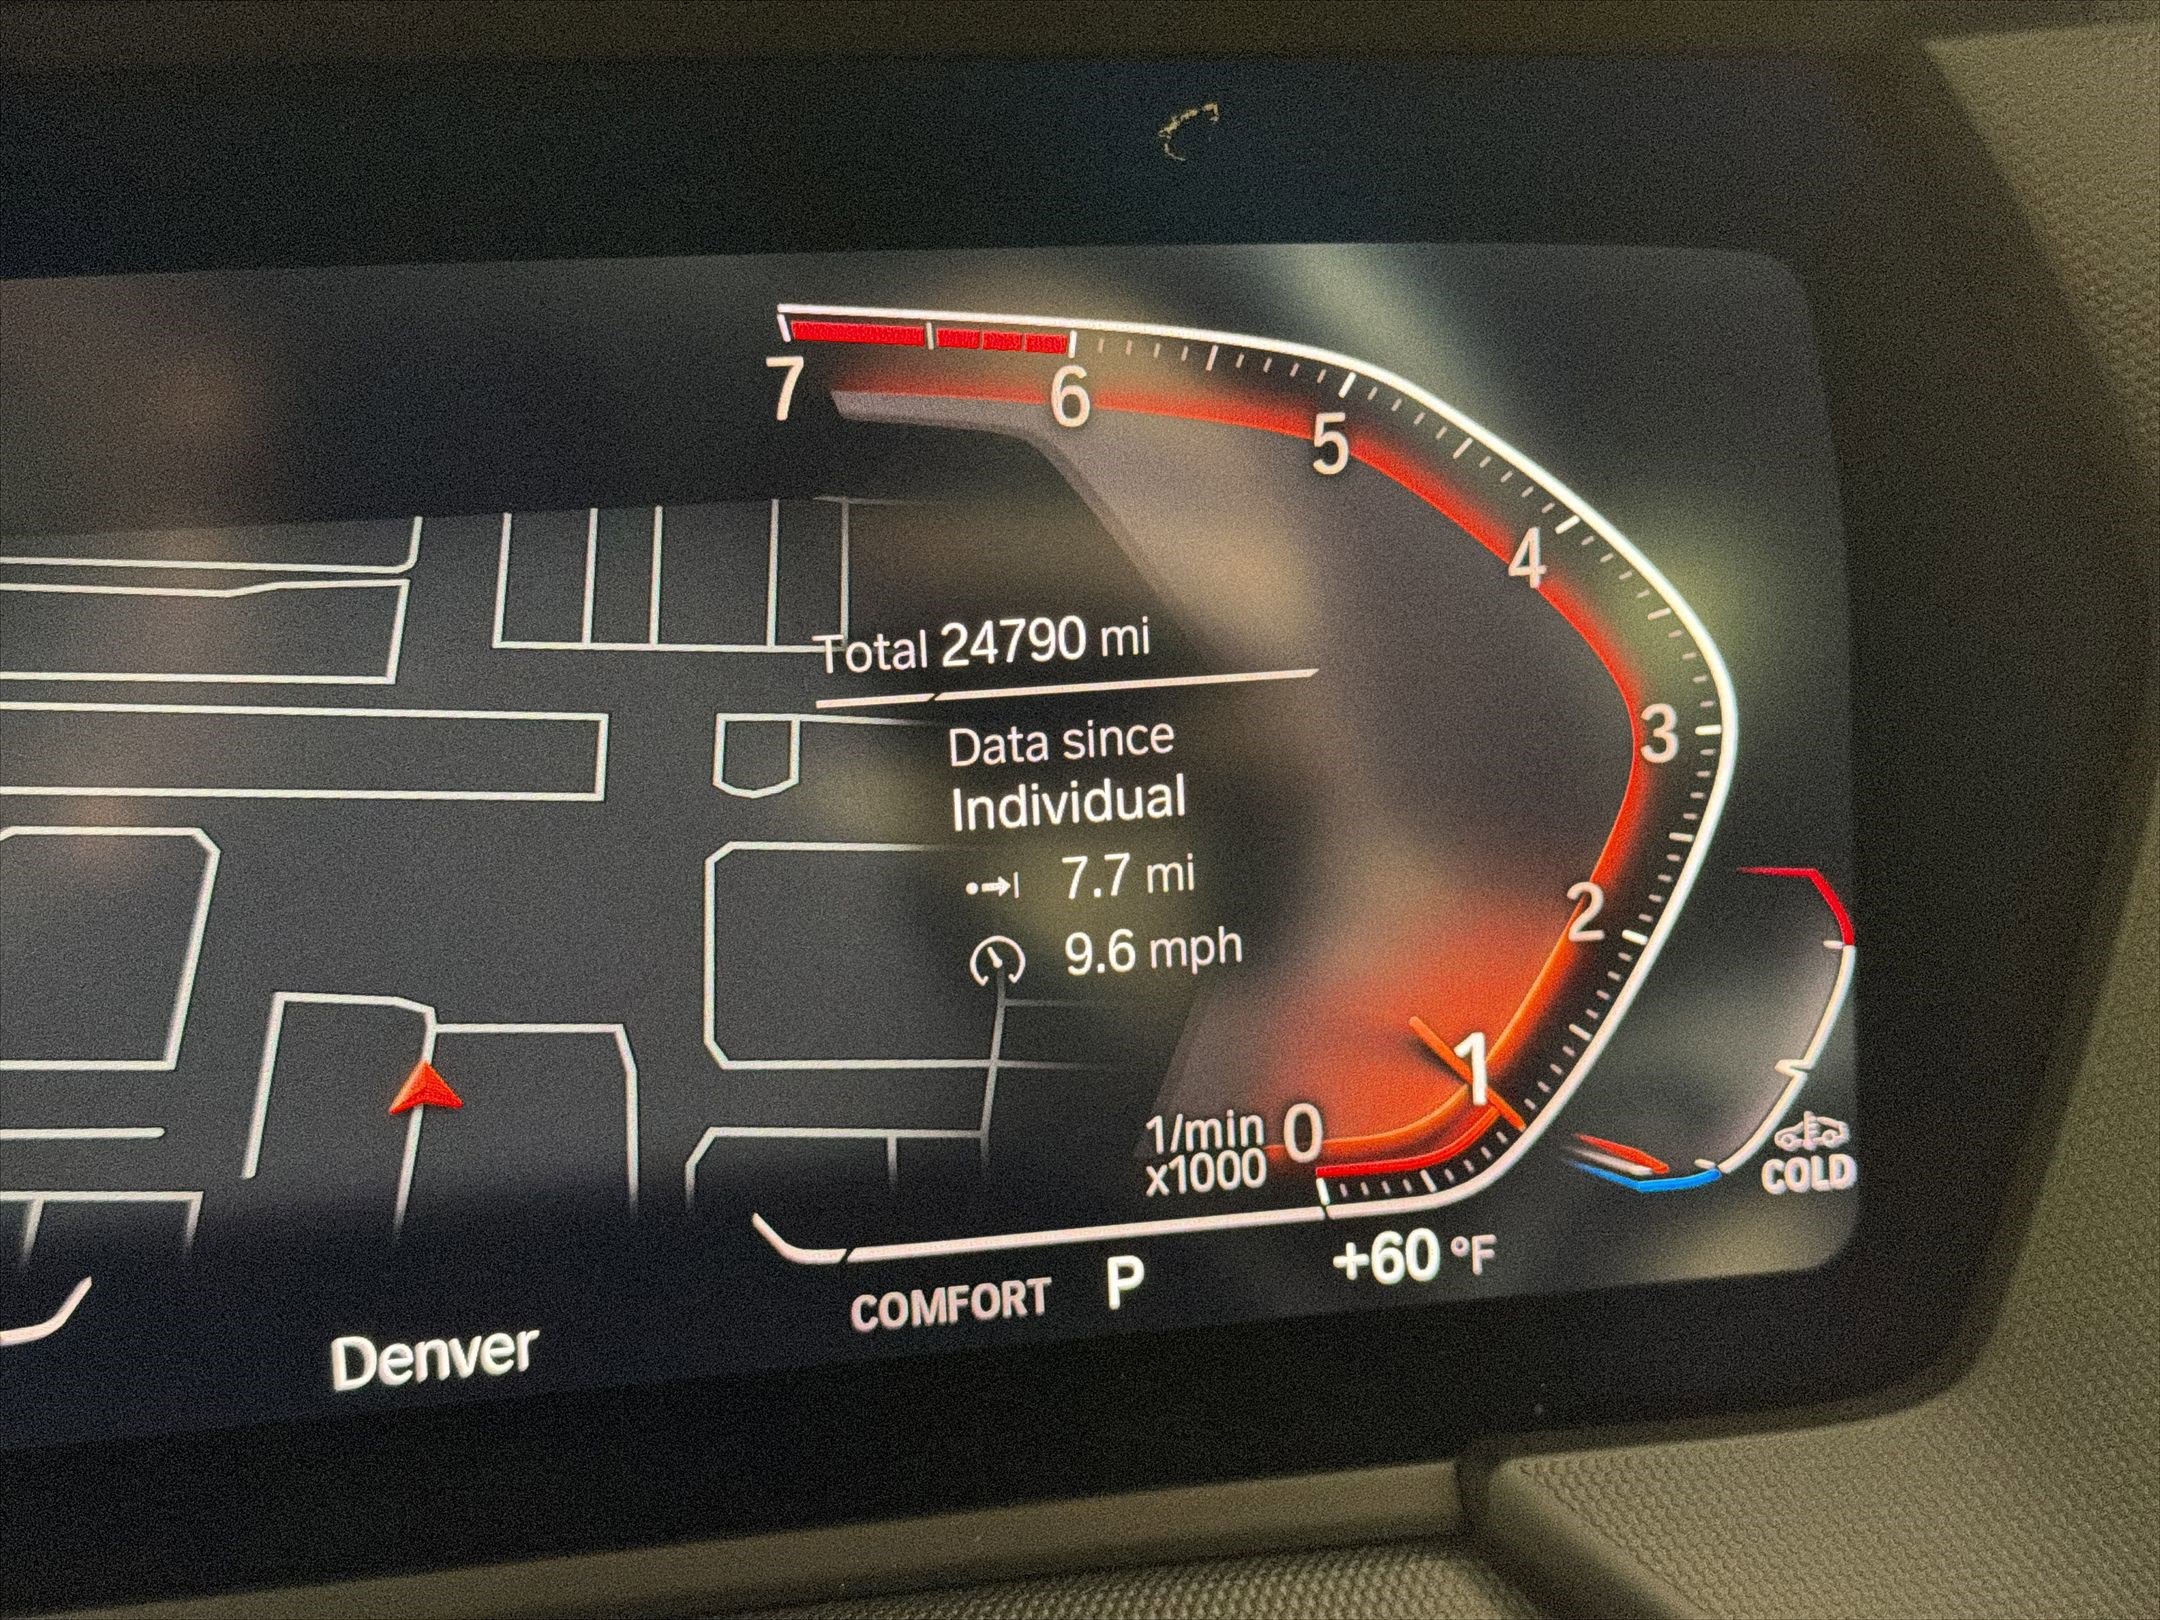 7
6
5
4
3
2
1
0
Total 24790 mi
Data since
Individual
7.7 mi
9.6 mph
1/min
x1000
COLD
+60 °F
COMFORT P
Denver